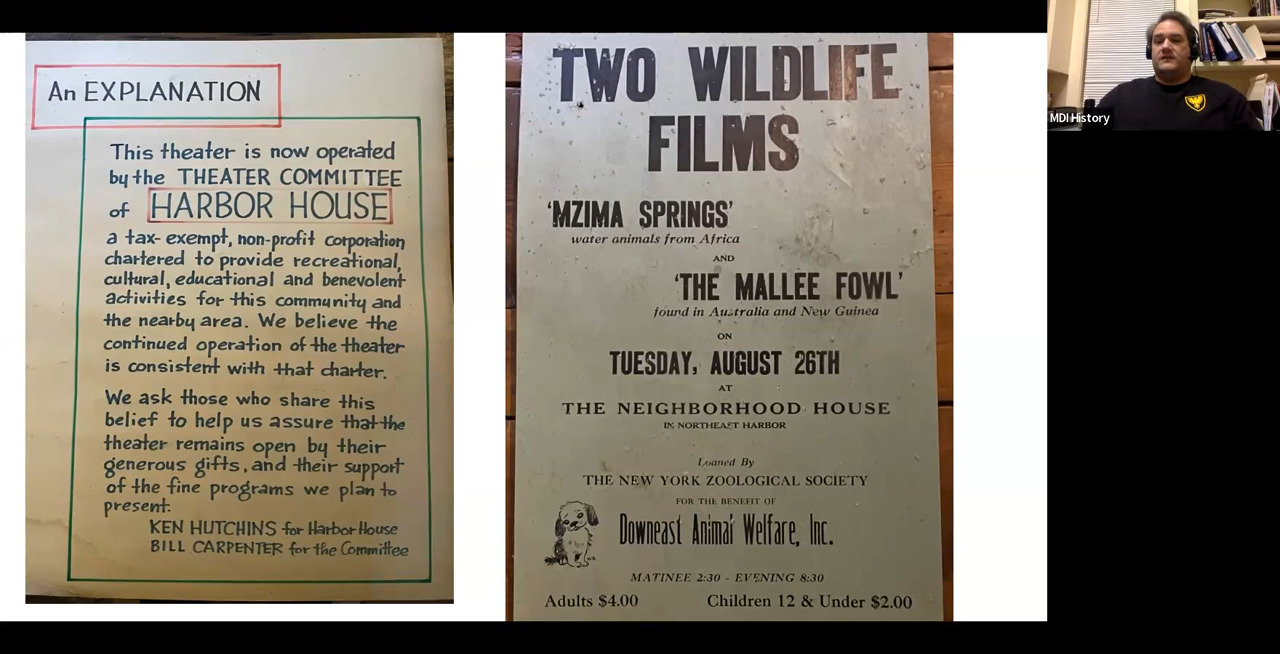 An EXPLANATION
This theater is now operated
by the THEATER COMMITTEE
of HARBOR HOUSE
a tax-exempt, non-profit corporation
chartered to provide recreational,
cultural, educational and benevolent
activities for this community and
the nearby area. We believe the
continued operation of the theater
is consistent with that charter.
We ask those who share this
belief to help us assure that the
theater remains open by their
generous gifts, and their support
of the fine programs we plan to
present.
KEN HUTCHINS for Harbor House
BILL CARPENTER for the Committee
TWO WILDLIFE
FILMS
'MZIMA SPRINGS'
water animals from Africa
AND
'THE MALLEE FOWL'
found in Australia and New Guinea
ON
TUESDAY, AUGUST 26TH
AT
THE NEIGHBORHOOD HOUSE
IN NORTHEAST HARBOR
Loaned By
THE NEW YORK ZOOLOGICAL SOCIETY
FOR THE BENEFIT OF
Downeast Animal Welfare, Inc.
MATINEE 2:30 - EVENING 8:30
Adults $4.00 Children 12 & Under $2.00
MDI History